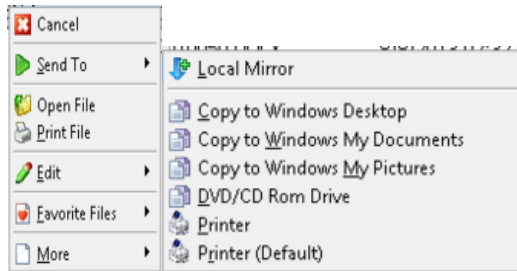 Cancel
Send To
Open File
Print File
Edit
Favorite Files
More
Local Mirror
Copy to Windows Desktop
Copy to Windows My Documents
Copy to Windows My Pictures
DVD/CD Rom Drive
Printer
Printer (Default)